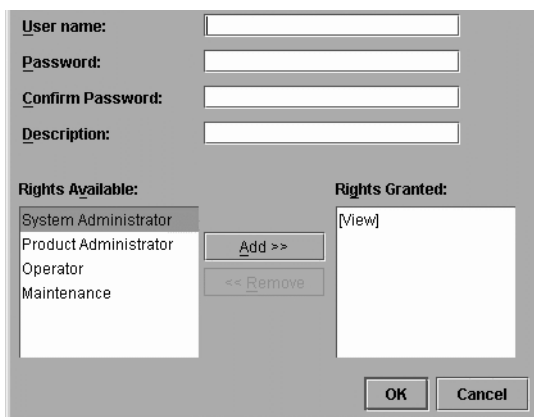 User name:
Password:
Confirm Password:
Description:
Rights Available:
System Administrator
Product Administrator
Operator
Maintenance
Add >>
<< Remove
Rights Granted:
[View]
OK
Cancel